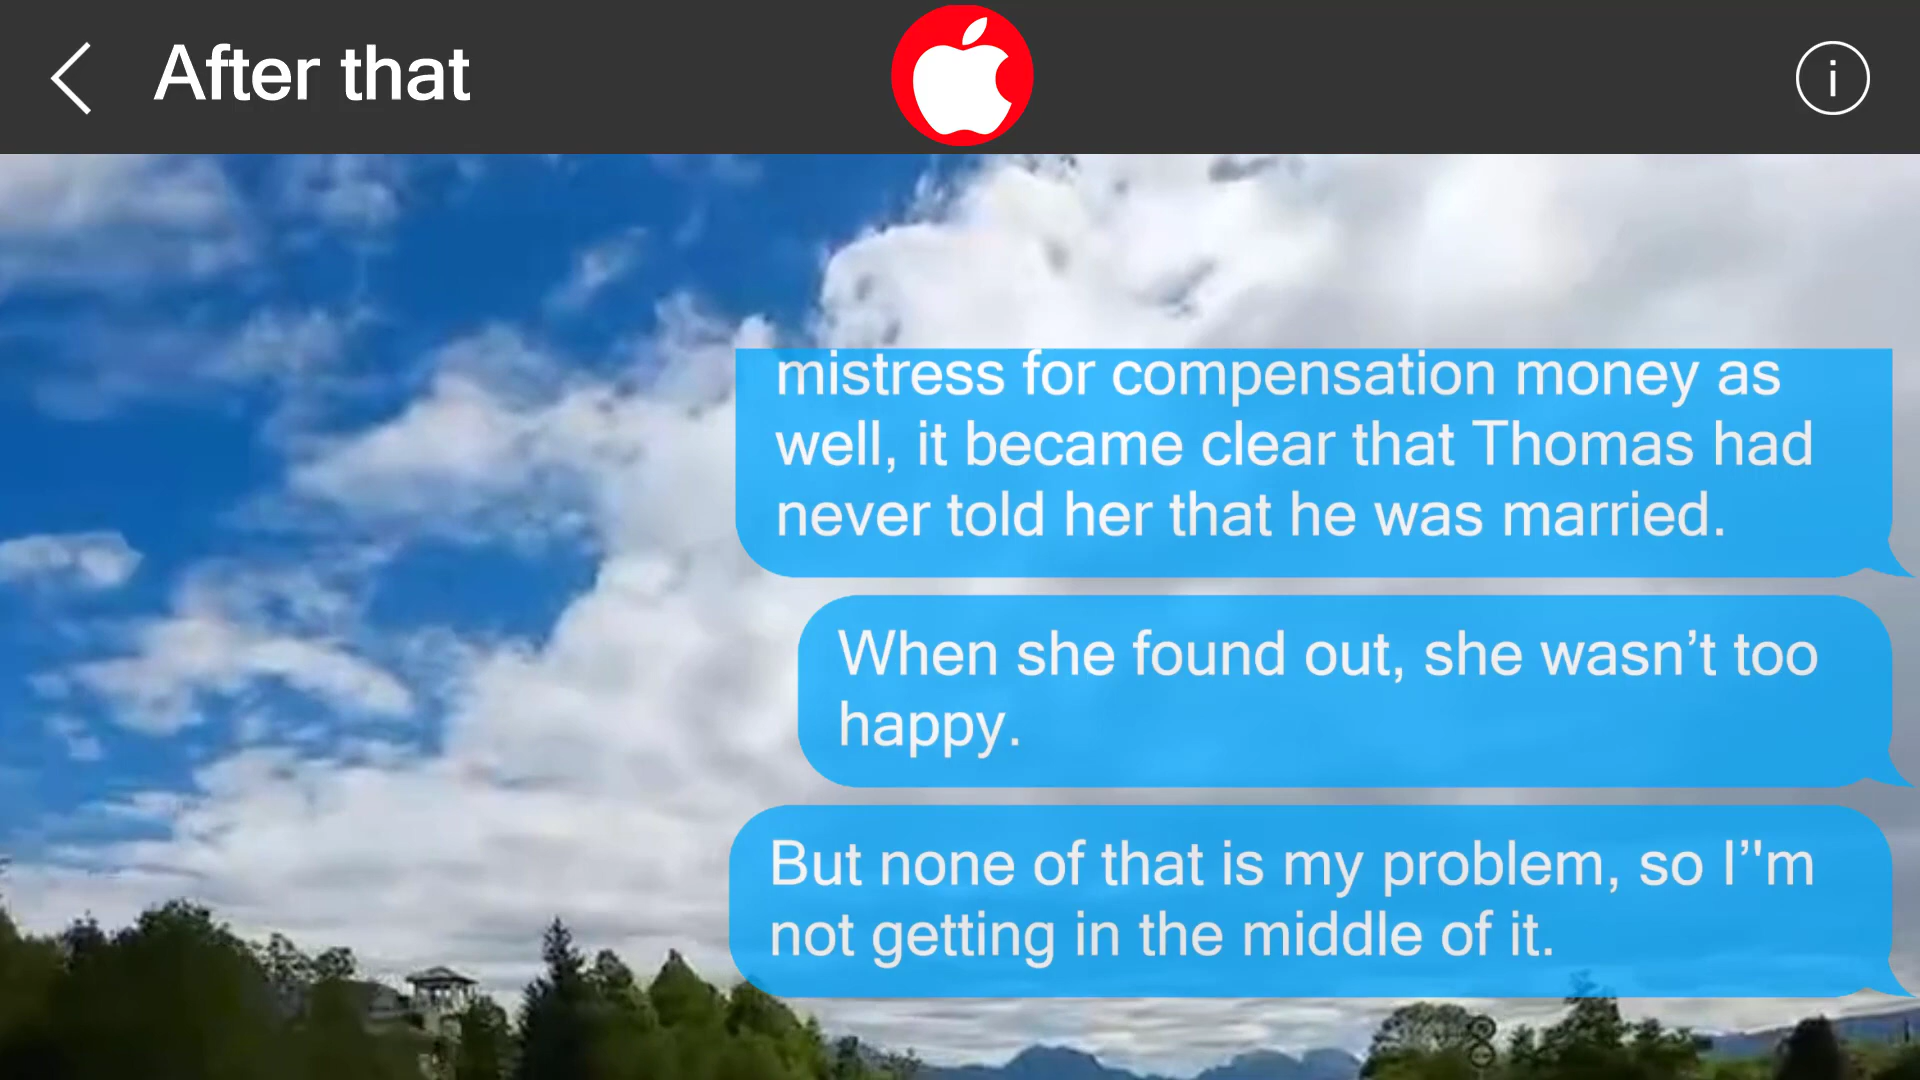 After that
mistress for compensation money as
well, it became clear that Thomas had
never told her that he was married.
When she found out, she wasn’t too
happy.
But none of that is my problem, so I’'m
not getting in the middle of it.